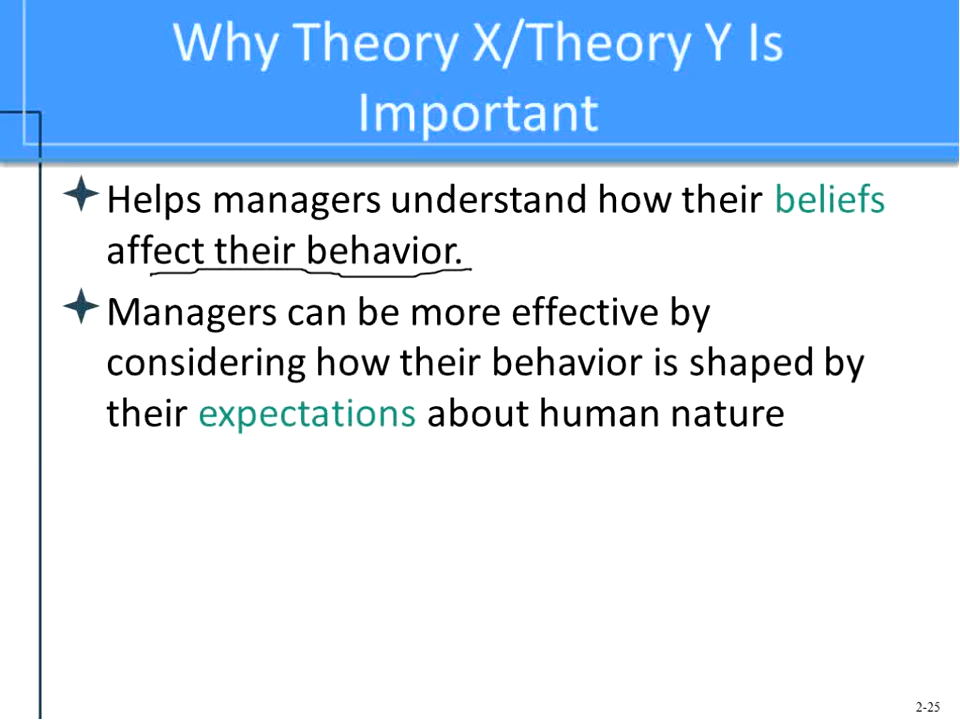 Why Theory X/Theory Y Is
Important
Helps managers understand how their beliefs
affect their behavior.
Managers can be more effective by
considering how their behavior is shaped by
their expectations about human nature
2-25